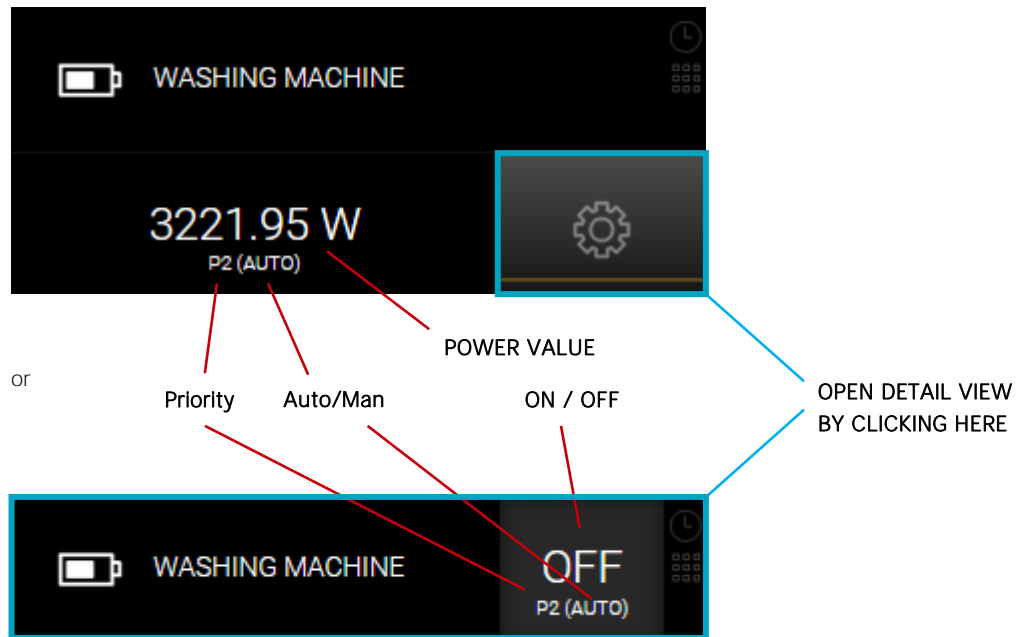 WASHING MACHINE
3221.95 W
P2 (AUTO)
POWER VALUE
or
Priority
Auto/Man
ON / OFF
OPEN DETAIL VIEW
BY CLICKING HERE
WASHING MACHINE
OFF
P2 (AUTO)